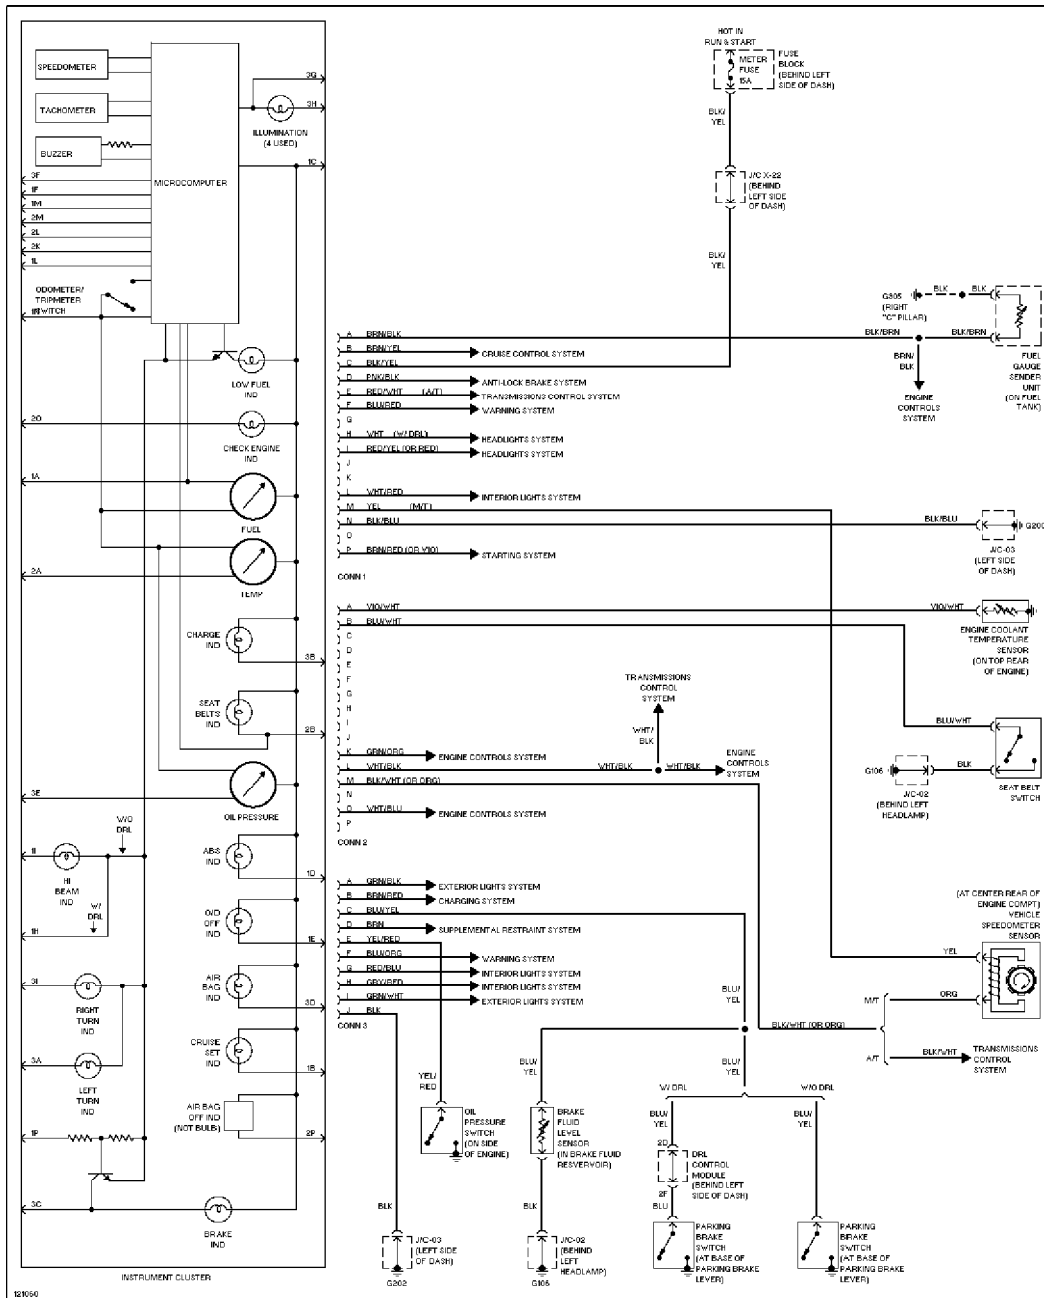 HOT IN
RUN & START
METER
FUSE
15A
FUSE
BLOCK
(BEHIND LEFT
SIDE OF DASH)
BLK/
YEL
J/C X-22
(BEHIND
LEFT SIDE
OF DASH)
BLK/
YEL
SPEEDOMETER
TACHOMETER
BUZZER
MICROCOMPUTER
3G
3H
ILLUMINATION
(4 USED)
1C
3F
1F
1M
2M
2L
2K
1L
ODOMETER/
TRIPMETER
SWITCH
LOW FUEL
IND
2O
CHECK ENGINE
IND
1A
FUEL
2A
TEMP
CHARGE
IND
3B
SEAT
BELTS
IND
2B
3E
OIL PRESSURE
W/O
DRL
1I
HI
BEAM
IND
W/
DRL
1H
ABS
IND
1D
O/D
OFF
IND
1E
3I
RIGHT
TURN
IND
AIR
BAG
IND
3D
3A
LEFT
TURN
IND
CRUISE
SET
IND
1B
AIR BAG
OFF IND
(NOT BULB)
2P
1P
3C
BRAKE
IND
INSTRUMENT CLUSTER
121060
A BRN/BLK
B BRN/YEL CRUISE CONTROL SYSTEM
C BLK/YEL
D PNK/BLK ANTI-LOCK BRAKE SYSTEM
E RED/WHT (A/T) TRANSMISSIONS CONTROL SYSTEM
F BLU/RED WARNING SYSTEM
G
H WHT (W/ DRL) HEADLIGHTS SYSTEM
I RED/YEL (OR RED) HEADLIGHTS SYSTEM
J
K
L WHT/RED INTERIOR LIGHTS SYSTEM
M YEL (M/T)
N BLK/BLU
O
P BRN/RED (OR VIO) STARTING SYSTEM
CONN 1
A VIO/WHT
B BLU/WHT
C
D
E
F
G
H
I
J
K GRN/ORG ENGINE CONTROLS SYSTEM
L WHT/BLK
M BLK/WHT (OR ORG)
N
O WHT/BLU ENGINE CONTROLS SYSTEM
P
CONN 2
A GRN/BLK EXTERIOR LIGHTS SYSTEM
B BRN/RED CHARGING SYSTEM
C BLU/YEL
D BRN SUPPLEMENTAL RESTRAINT SYSTEM
E YEL/RED
F BLU/ORG WARNING SYSTEM
G RED/BLU INTERIOR LIGHTS SYSTEM
H GRY/RED INTERIOR LIGHTS SYSTEM
I GRN/WHT EXTERIOR LIGHTS SYSTEM
J BLK
CONN 3
G305
(RIGHT
"C" PILLAR)
BLK
BLK
BLK/BRN
BLK/BRN
BRN/
BLK
ENGINE
CONTROLS
SYSTEM
FUEL
GAUGE
SENDER
UNIT
(ON FUEL
TANK)
BLK/BLU
G200
J/C-03
(LEFT SIDE
OF DASH)
VIO/WHT
ENGINE COOLANT
TEMPERATURE
SENSOR
(ON TOP REAR
OF ENGINE)
TRANSMISSIONS
CONTROL
SYSTEM
WHT/
BLK
WHT/BLK
WHT/BLK
ENGINE
CONTROLS
SYSTEM
BLU/WHT
G106
BLK
J/C-02
(BEHIND LEFT
HEADLAMP)
SEAT BELT
SWITCH
(AT CENTER REAR OF
ENGINE COMPT)
VEHICLE
SPEEDOMETER
SENSOR
YEL
M/T
ORG
BLK/WHT (OR ORG)
A/T
BLK/WHT
TRANSMISSIONS
CONTROL
SYSTEM
BLU/
YEL
BLU/
YEL
BLU/
YEL
YEL/
RED
OIL
PRESSURE
SWITCH
(ON SIDE
OF ENGINE)
BRAKE
FLUID
LEVEL
SENSOR
(IN BRAKE FLUID
RESVERVOIR)
W/ DRL
W/O DRL
BLU/
YEL
BLU/
YEL
2D
DRL
CONTROL
MODULE
(BEHIND LEFT
SIDE OF DASH)
2F
BLU
BLK
J/C-03
(LEFT SIDE
OF DASH)
G202
BLK
J/C-02
(BEHIND
LEFT
HEADLAMP)
G106
PARKING
BRAKE
SWITCH
(AT BASE OF
PARKING BRAKE
LEVER)
PARKING
BRAKE
SWITCH
(AT BASE OF
PARKING BRAKE
LEVER)